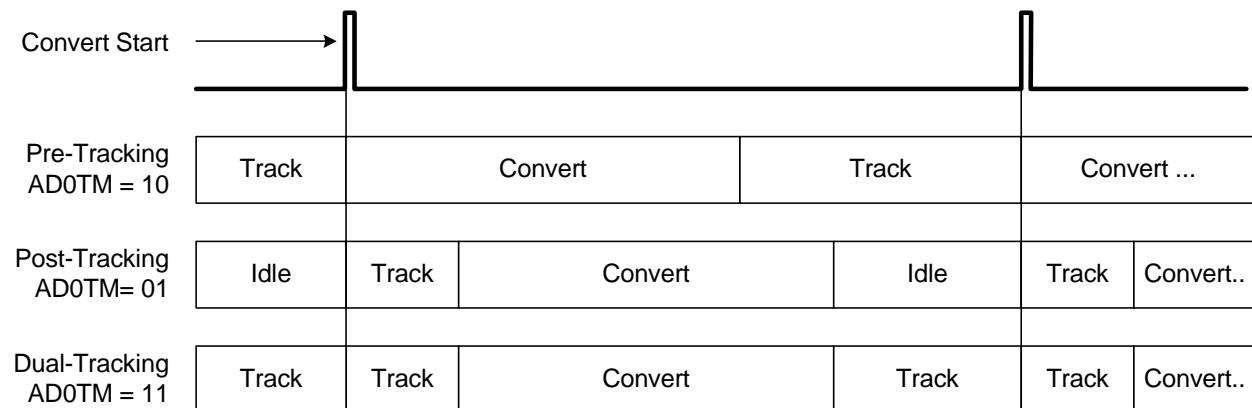 Convert Start
Pre-Tracking
AD0TM = 10
Track Convert Track Convert ...
Post-Tracking
AD0TM= 01
Idle Track Convert Idle Track Convert..
Dual-Tracking
AD0TM = 11
Track Track Convert Track Track Convert..